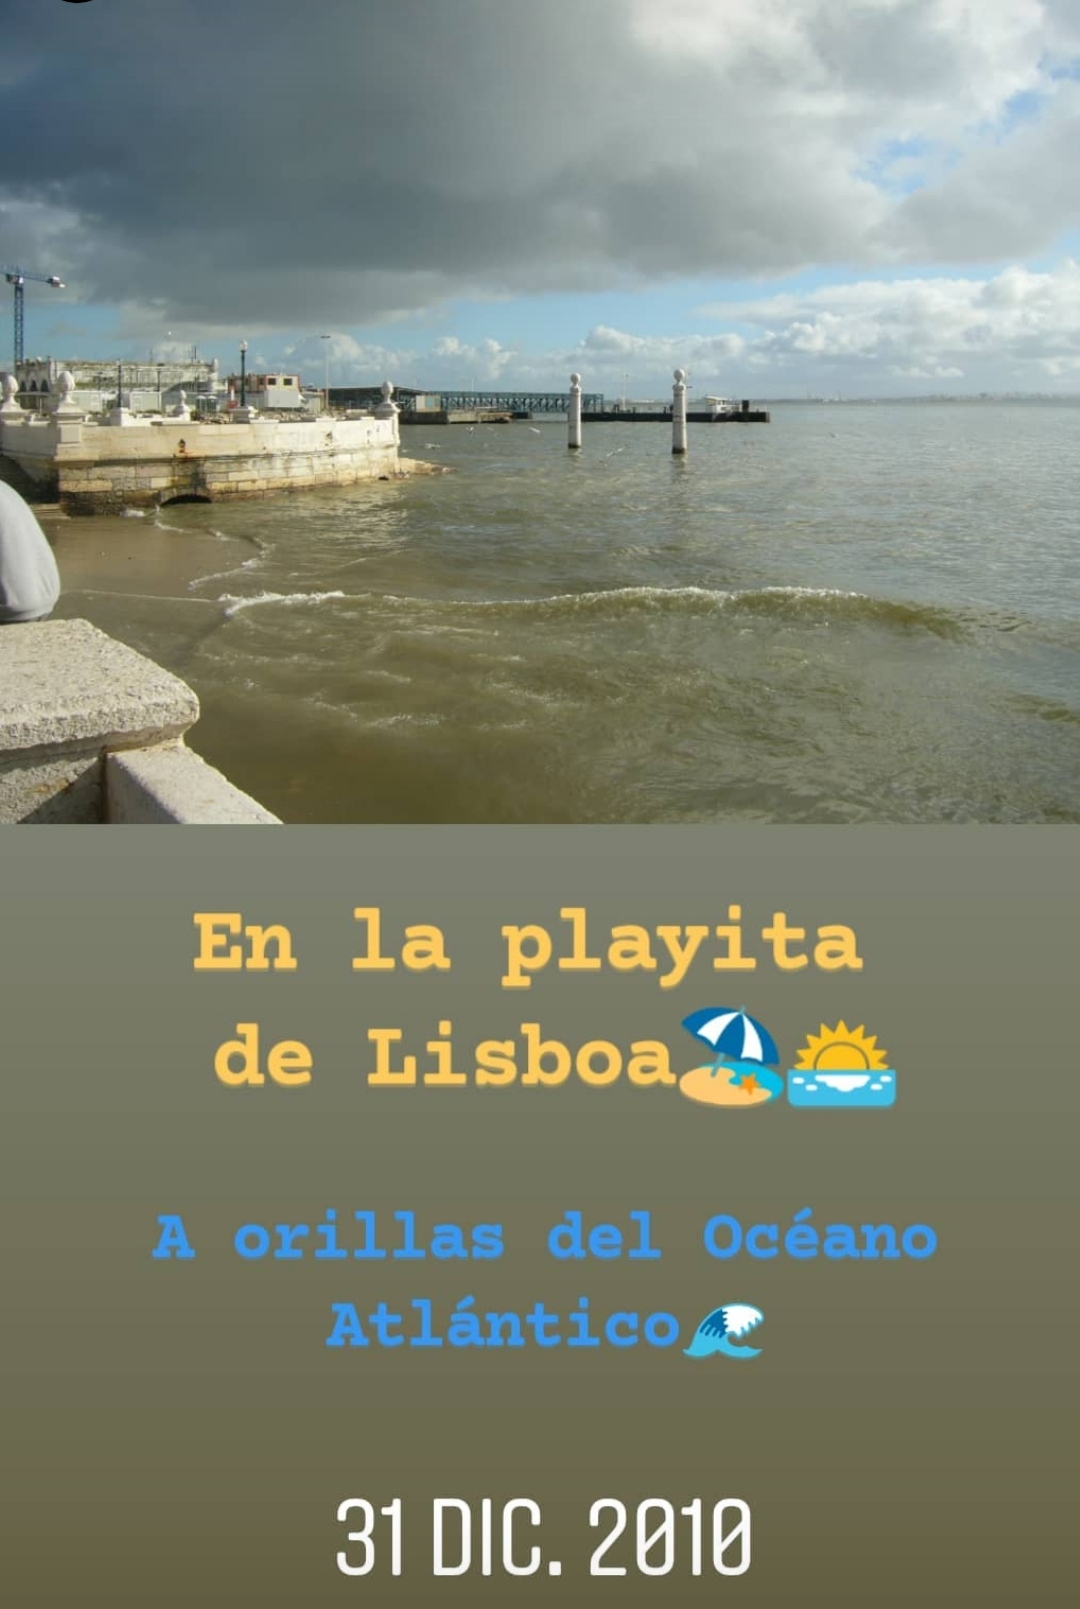 En la playita
de Lisboa🏖️🌅
A orillas del Océano
Atlántico🌊
31 DIC. 2010